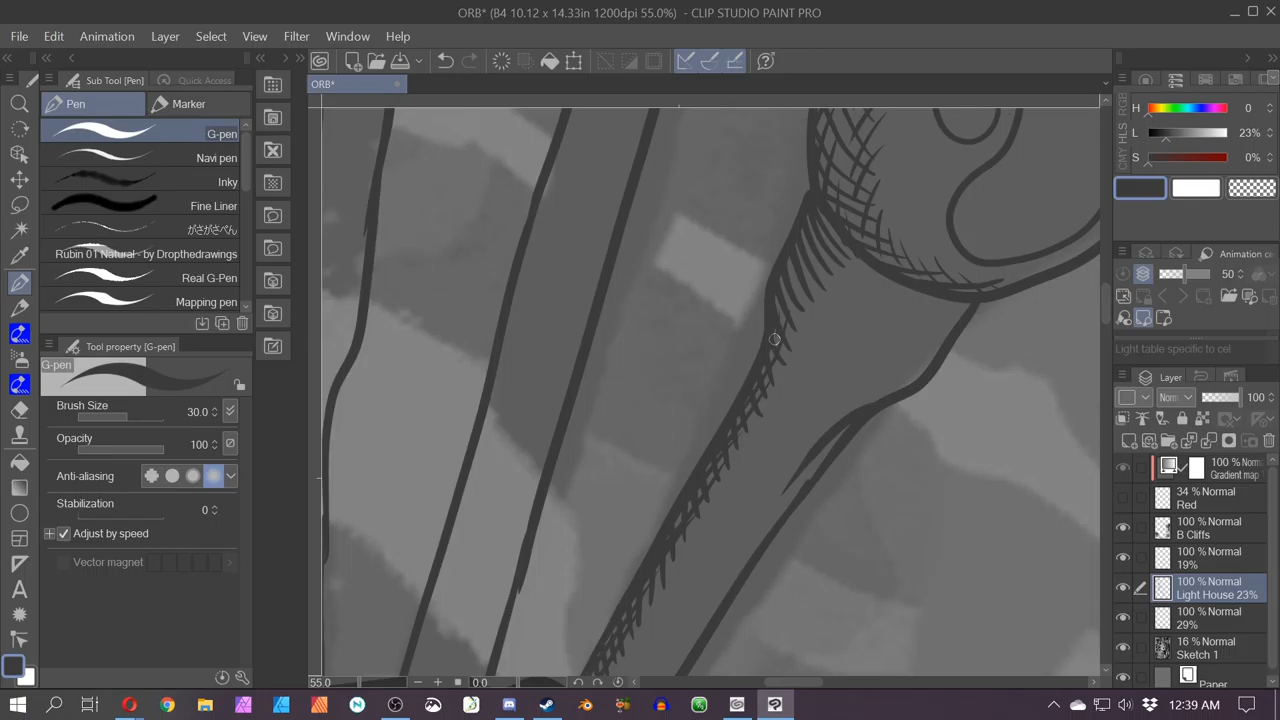 ORB* (B4 10.12 x 14.33in 1200dpi 55.0%) - CLIP STUDIO PAINT PRO
File Edit Animation Layer Select View Filter Window Help
Sub Tool [Pen] Quick Access
ORB*
Pen Marker
G-pen
Navi pen
Inky
Fine Liner
がさがさぺん
Rubin 01 Natural - by Dropthedrawings
Real G-Pen
Mapping pen
Tool property [G-pen]
G-pen
Brush Size 30.0
Opacity 100
Anti-aliasing
Stabilization 0
Adjust by speed
Vector magnet
55.0 0.0
RGB
HLS
CMY
H 0
L 23%
S 0%
Animation ce
50
Light table specific to cel
Layer
Norm 100
100 % Norm
Gradient map
34 % Normal
Red
100 % Normal
B Cliffs
100 % Normal
19%
100 % Normal
Light House 23%
100 % Normal
29%
16 % Normal
Sketch 1
Paper
12:39 AM